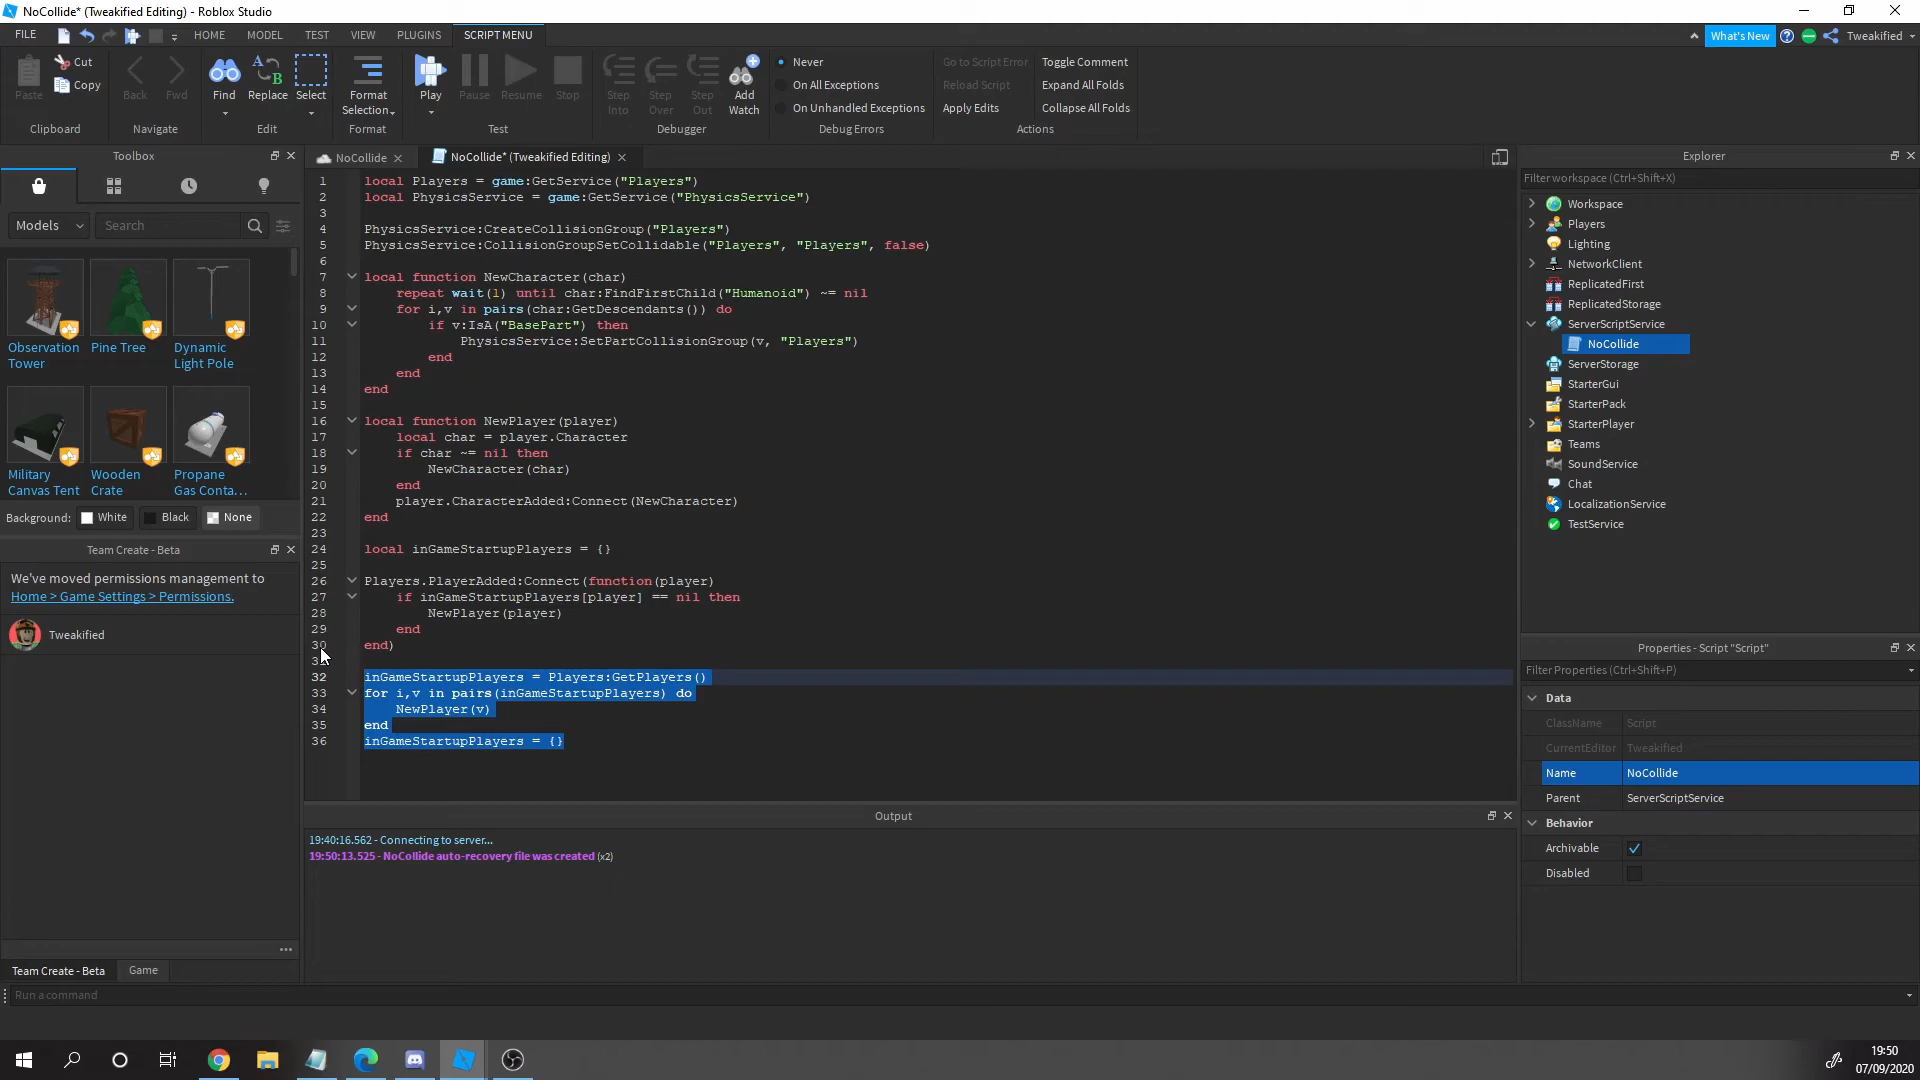 NoCollide* (Tweakified Editing) - Roblox Studio
FILE
HOME
MODEL
TEST
VIEW
PLUGINS
SCRIPT MENU
What's New
Tweakified
Paste
Cut
Copy
Clipboard
Back
Fwd
Navigate
Find
Replace
Select
Edit
Format
Selection
Format
Play
Pause
Resume
Stop
Test
Step
Into
Step
Over
Step
Out
Add
Watch
Debugger
Never
On All Exceptions
On Unhandled Exceptions
Debug Errors
Go to Script Error
Reload Script
Apply Edits
Toggle Comment
Expand All Folds
Collapse All Folds
Actions
Toolbox
Models
Search
Observation
Tower
Pine Tree
Dynamic
Light Pole
Military
Canvas Tent
Wooden
Crate
Propane
Gas Conta...
Background:
White
Black
None
Team Create - Beta
We've moved permissions management to
Home > Game Settings > Permissions.
Tweakified
Team Create - Beta
Game
Run a command
NoCollide
NoCollide* (Tweakified Editing)
1 local Players = game:GetService("Players")
2 local PhysicsService = game:GetService("PhysicsService")
3
4 PhysicsService:CreateCollisionGroup("Players")
5 PhysicsService:CollisionGroupSetCollidable("Players", "Players", false)
6
7 local function NewCharacter(char)
8 repeat wait(1) until char:FindFirstChild("Humanoid") ~= nil
9 for i,v in pairs(char:GetDescendants()) do
10 if v:IsA("BasePart") then
11 PhysicsService:SetPartCollisionGroup(v, "Players")
12 end
13 end
14 end
15
16 local function NewPlayer(player)
17 local char = player.Character
18 if char ~= nil then
19 NewCharacter(char)
20 end
21 player.CharacterAdded:Connect(NewCharacter)
22 end
23
24 local inGameStartupPlayers = {}
25
26 Players.PlayerAdded:Connect(function(player)
27 if inGameStartupPlayers[player] == nil then
28 NewPlayer(player)
29 end
30 end)
32 inGameStartupPlayers = Players:GetPlayers()
33 for i,v in pairs(inGameStartupPlayers) do
34 NewPlayer(v)
35 end
36 inGameStartupPlayers = {}
Output
19:40:16.562 - Connecting to server...
19:50:13.525 - NoCollide auto-recovery file was created (x2)
Explorer
Filter workspace (Ctrl+Shift+X)
Workspace
Players
Lighting
NetworkClient
ReplicatedFirst
ReplicatedStorage
ServerScriptService
NoCollide
ServerStorage
StarterGui
StarterPack
StarterPlayer
Teams
SoundService
Chat
LocalizationService
TestService
Properties - Script "Script"
Filter Properties (Ctrl+Shift+P)
Data
ClassName Script
CurrentEditor Tweakified
Name NoCollide
Parent ServerScriptService
Behavior
Archivable
Disabled
19:50
07/09/2020